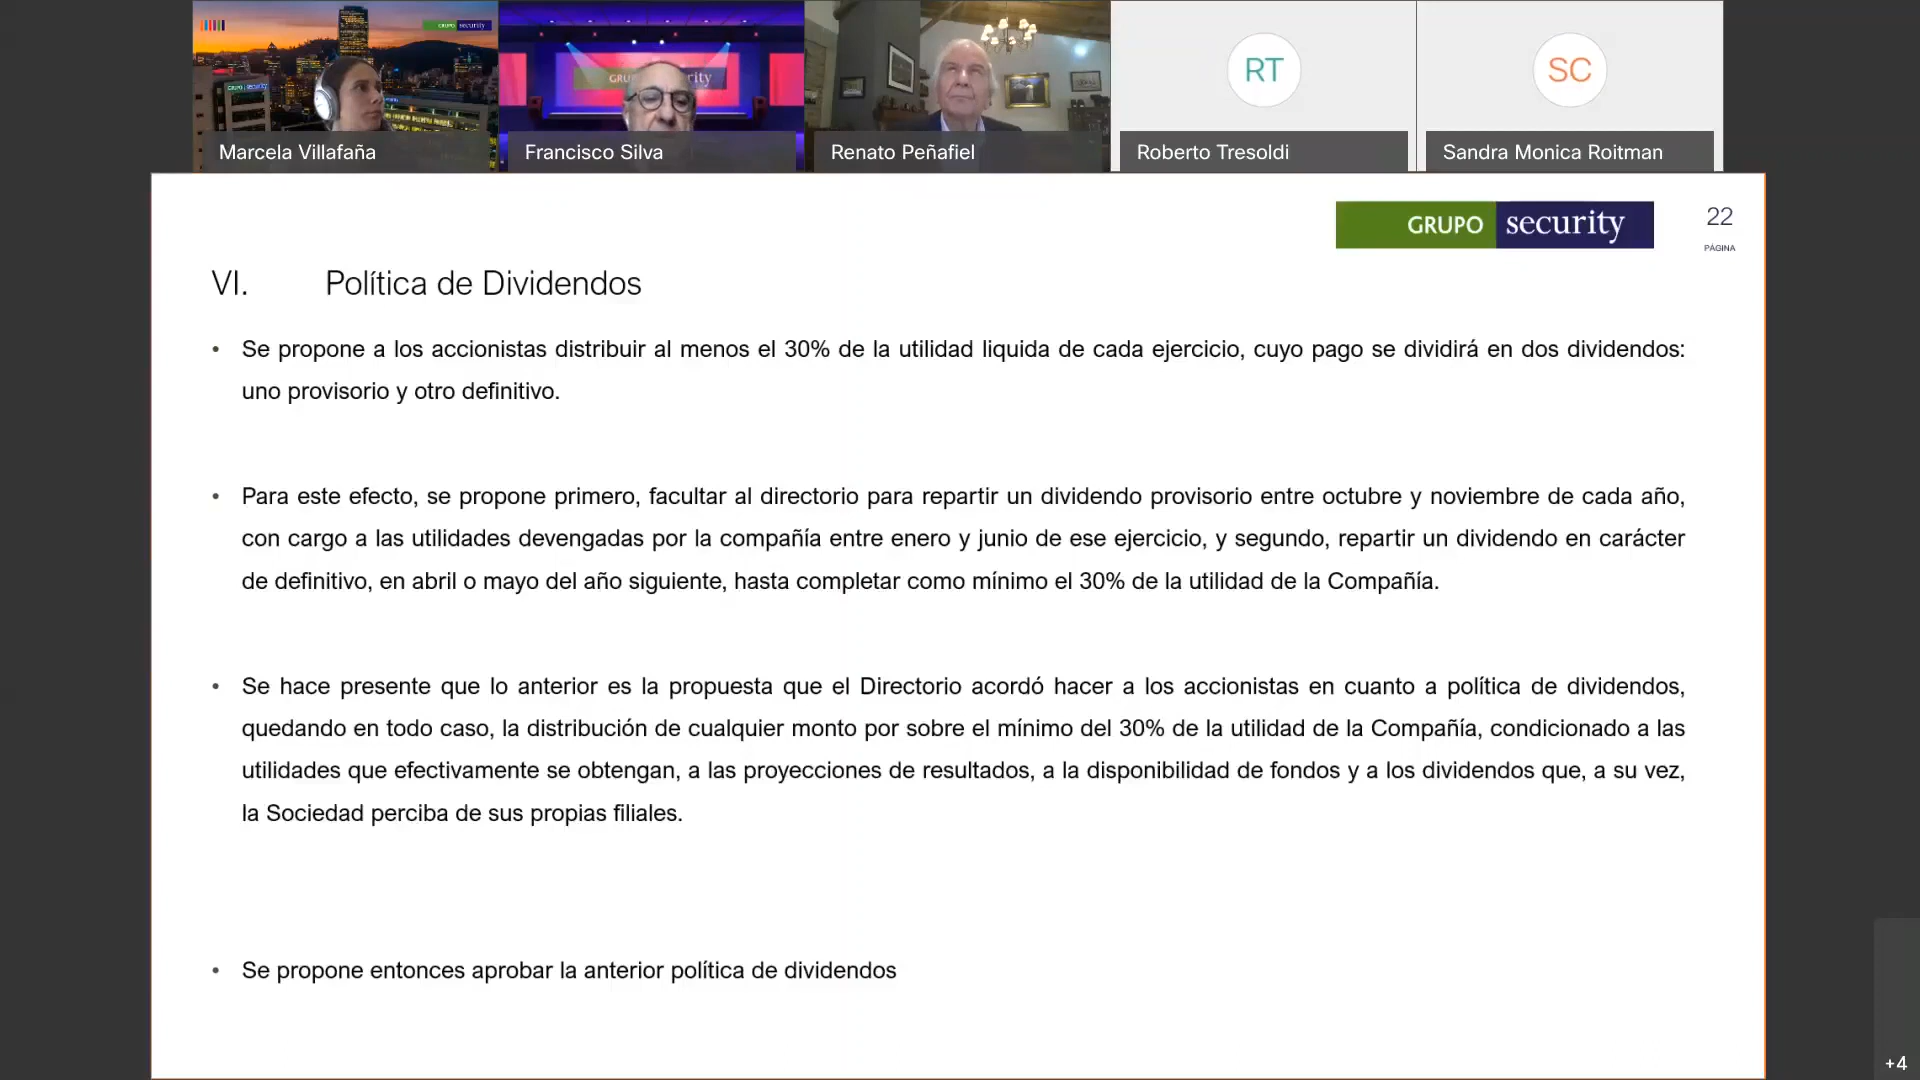 GRUPO security
GRUPO security
GRUPO
rity
RT
SC
Marcela Villafaña
Francisco Silva
Renato Peñafiel
Roberto Tresoldi
Sandra Monica Roitman
GRUPO security
22
PÁGINA
VI. Política de Dividendos
• Se propone a los accionistas distribuir al menos el 30% de la utilidad liquida de cada ejercicio, cuyo pago se dividirá en dos dividendos:
uno provisorio y otro definitivo.
• Para este efecto, se propone primero, facultar al directorio para repartir un dividendo provisorio entre octubre y noviembre de cada año,
con cargo a las utilidades devengadas por la compañía entre enero y junio de ese ejercicio, y segundo, repartir un dividendo en carácter
de definitivo, en abril o mayo del año siguiente, hasta completar como mínimo el 30% de la utilidad de la Compañía.
• Se hace presente que lo anterior es la propuesta que el Directorio acordó hacer a los accionistas en cuanto a política de dividendos,
quedando en todo caso, la distribución de cualquier monto por sobre el mínimo del 30% de la utilidad de la Compañía, condicionado a las
utilidades que efectivamente se obtengan, a las proyecciones de resultados, a la disponibilidad de fondos y a los dividendos que, a su vez,
la Sociedad perciba de sus propias filiales.
• Se propone entonces aprobar la anterior política de dividendos
+4